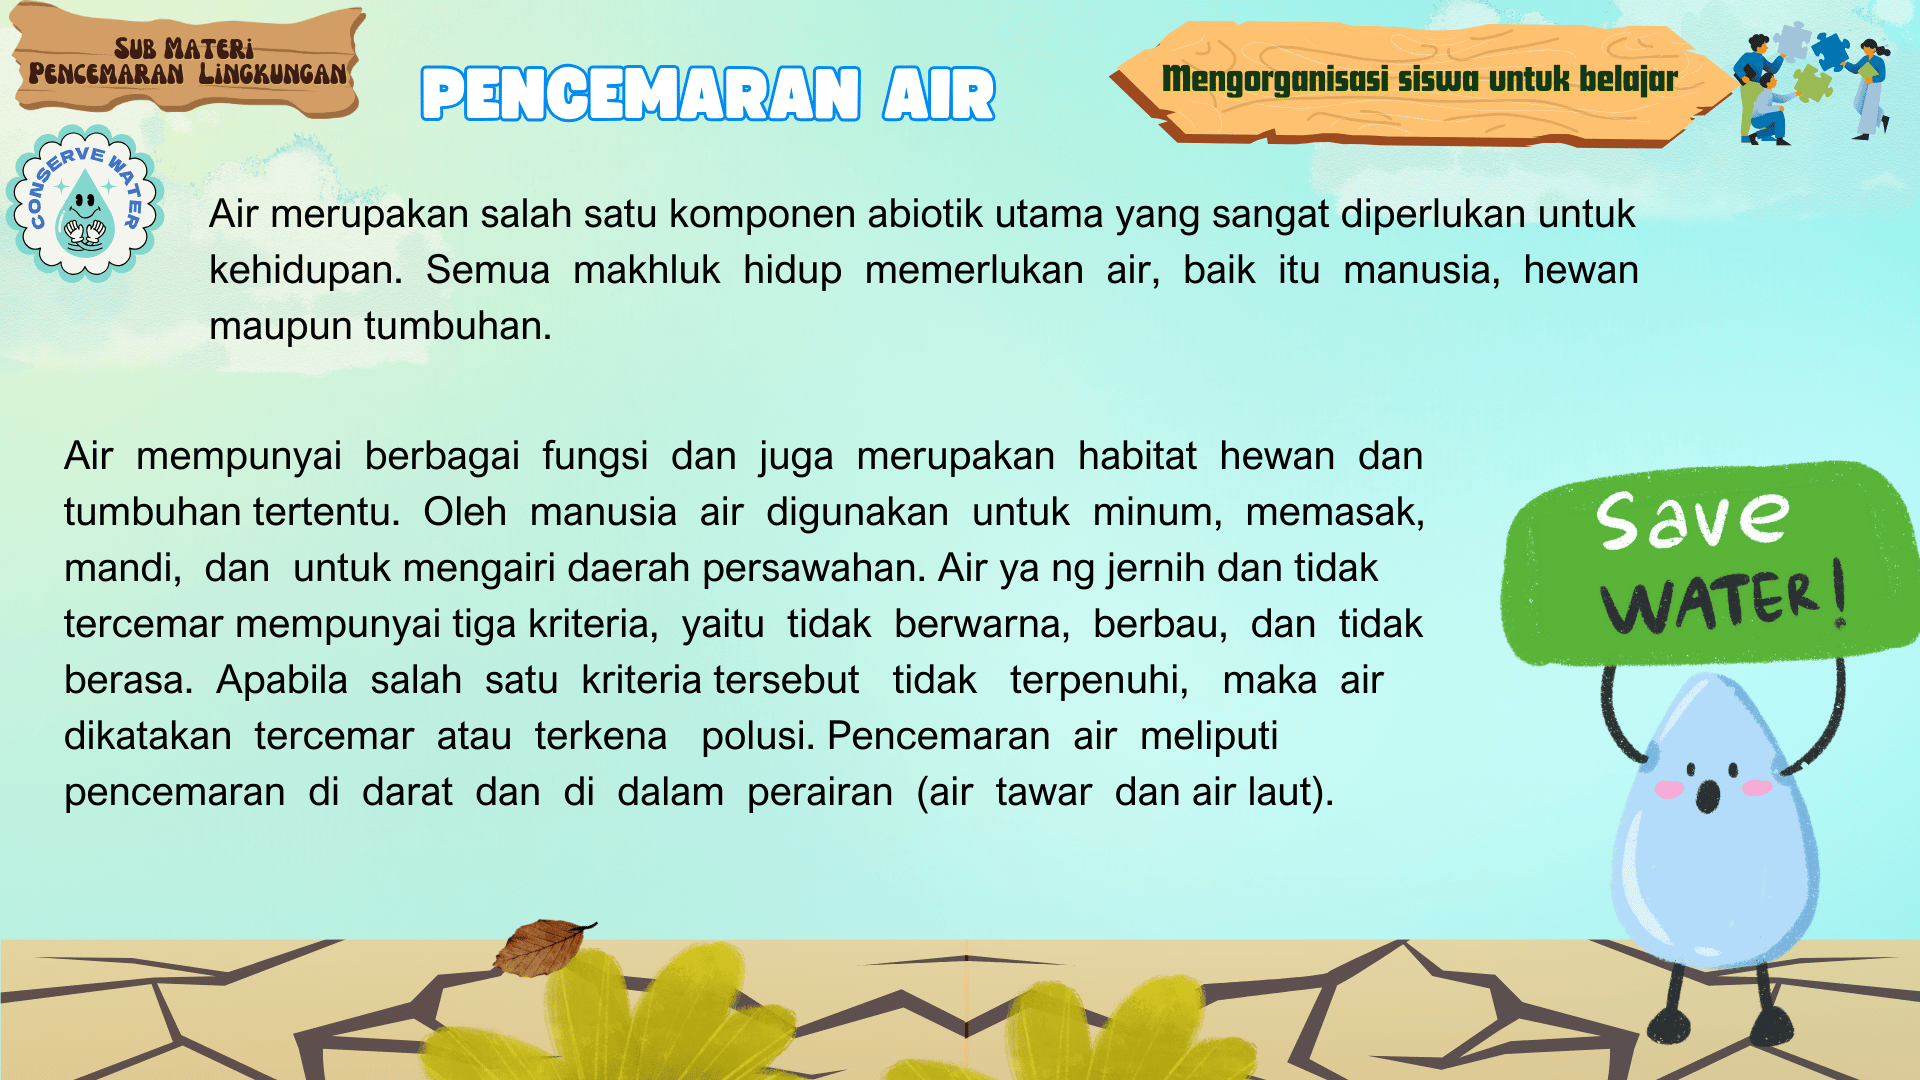 Sub Materi
Pencemaran Lingkungan
PENCEMARAN AIR
Mengorganisasi siswa untuk belajar
CONSERVE WATER
Air merupakan salah satu komponen abiotik utama yang sangat diperlukan untuk
kehidupan. Semua makhluk hidup memerlukan air, baik itu manusia, hewan
maupun tumbuhan.
Air mempunyai berbagai fungsi dan juga merupakan habitat hewan dan
tumbuhan tertentu. Oleh manusia air digunakan untuk minum, memasak,
mandi, dan untuk mengairi daerah persawahan. Air ya ng jernih dan tidak
tercemar mempunyai tiga kriteria, yaitu tidak berwarna, berbau, dan tidak
berasa. Apabila salah satu kriteria tersebut tidak terpenuhi, maka air
dikatakan tercemar atau terkena polusi. Pencemaran air meliputi
pencemaran di darat dan di dalam perairan (air tawar dan air laut).
Save
WATER!